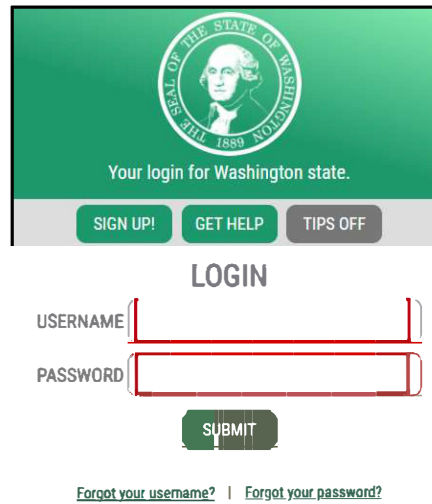 THE SEAL OF THE STATE OF WASHINGTON
1889
Your login for Washington state.
SIGN UP! GET HELP TIPS OFF
LOGIN
USERNAME
PASSWORD
SUBMIT
Forgot your username? | Forgot your password?